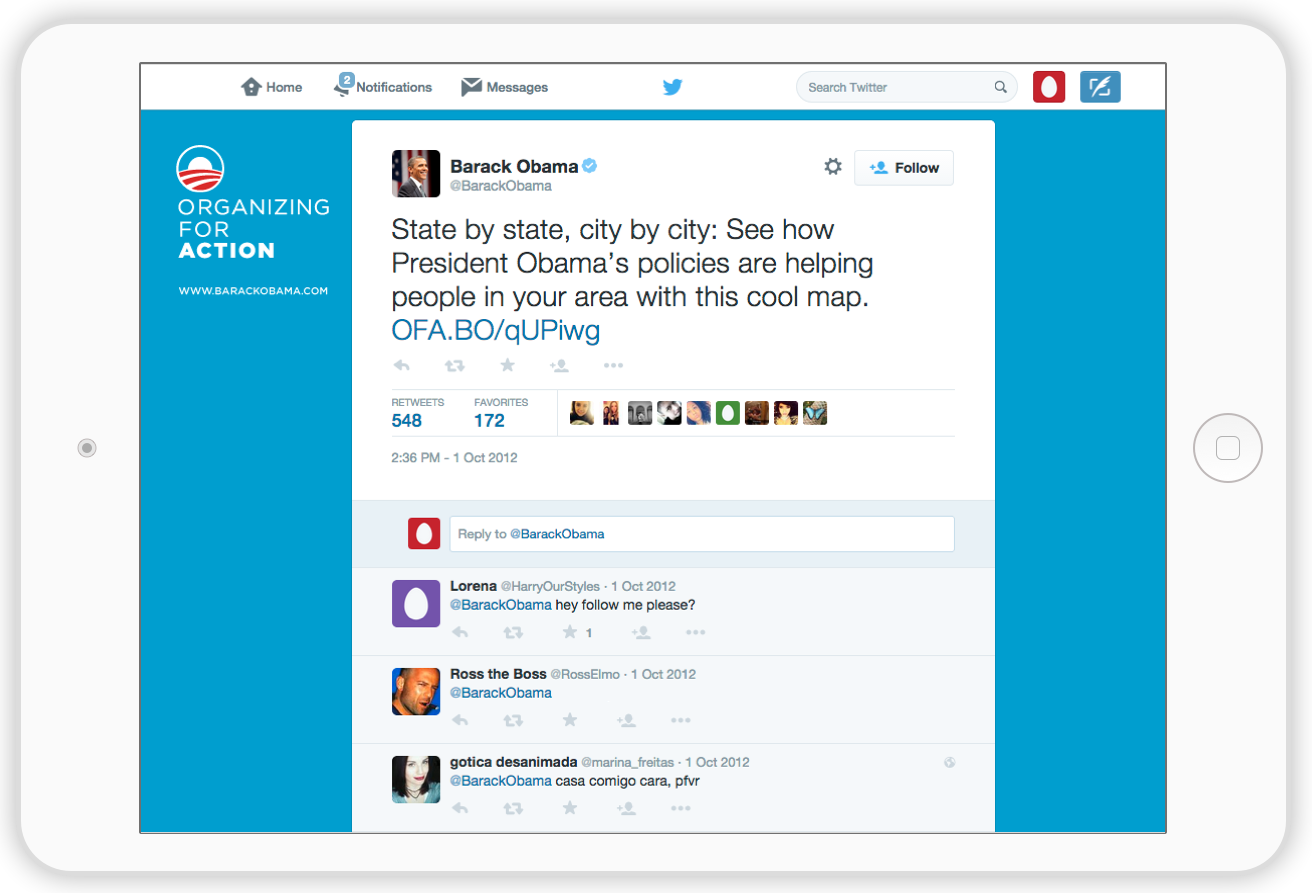 Home
2
Notifications
Messages
Search Twitter
ORGANIZING
FOR
ACTION
WWW.BARACKOBAMA.COM
Barack Obama
@BarackObama
Follow
State by state, city by city: See how
President Obama's policies are helping
people in your area with this cool map.
OFA.BO/qUPiwg
RETWEETS
548
FAVORITES
172
2:36 PM - 1 Oct 2012
Reply to @BarackObama
Lorena @HarryOurStyles · 1 Oct 2012
@BarackObama hey follow me please?
1
Ross the Boss @RossElmo · 1 Oct 2012
@BarackObama
gotica desanimada @marina_freitas · 1 Oct 2012
@BarackObama casa comigo cara, pfvr